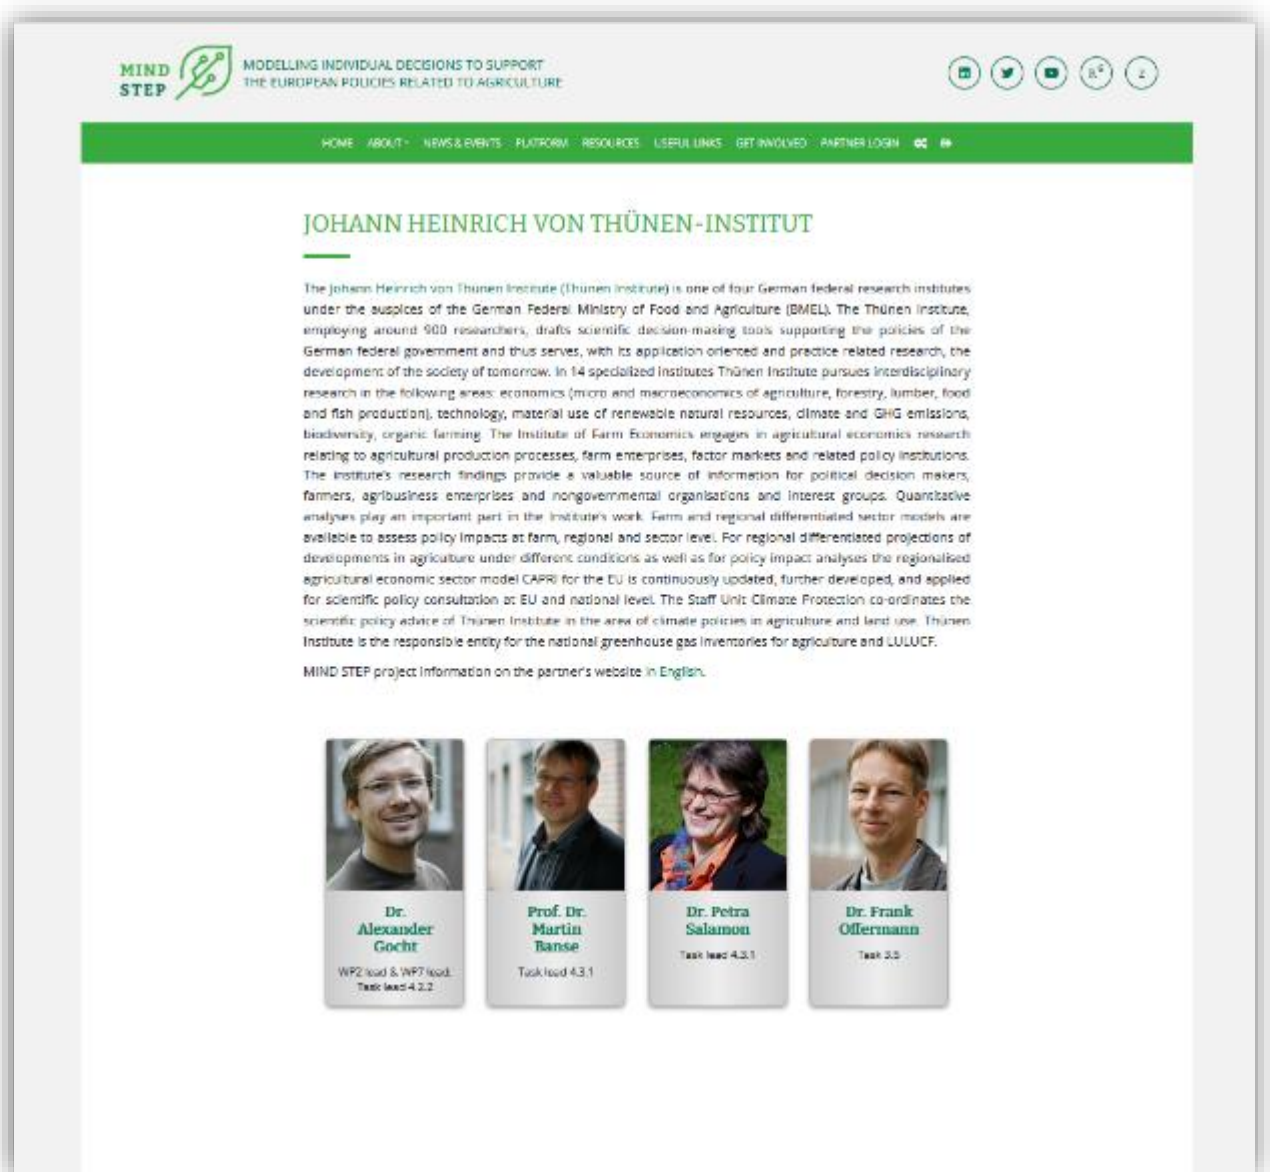 MIND
STEP
MODELLING INDIVIDUAL DECISIONS TO SUPPORT
THE EUROPEAN POLICIES RELATED TO AGRICULTURE
HOME ABOUT NEWS & EVENTS PLATFORM RESOURCES USEFUL LINKS GET INVOLVED PARTNER LOGIN
JOHANN HEINRICH VON THÜNEN-INSTITUT
The Johann Heinrich von Thunen Institute (Thunen Institute) is one of four German federal research institutes
under the auspices of the German Federal Ministry of Food and Agriculture (BMEL). The Thünen Institute,
employing around 900 researchers, drafts scientific decision-making tools supporting the policies of the
German federal government and thus serves, with its application oriented and practice related research, the
development of the society of tomorrow. In 14 specialized institutes Thünen Institute pursues interdisciplinary
research in the following areas: economics (micro and macroeconomics of agriculture, forestry, lumber, food
and fish production), technology, material use of renewable natural resources, climate and GHG emissions,
biodiversity, organic farming. The Institute of Farm Economics engages in agricultural economics research
relating to agricultural production processes, farm enterprises, factor markets and related policy institutions.
The institute's research findings provide a valuable source of information for political decision makers,
farmers, agribusiness enterprises and nongovernmental organisations and interest groups. Quantitative
analyses play an important part in the Institute's work. Farm and regional differentiated sector models are
available to assess policy impacts at farm, regional and sector level. For regional differentiated projections of
developments in agriculture under different conditions as well as for policy impact analyses the regionalised
agricultural economic sector model CAPRI for the EU is continuously updated, further developed, and applied
for scientific policy consultation at EU and national level. The Staff Unit Climate Protection co-ordinates the
scientific policy advice of Thünen Institute in the area of climate policies in agriculture and land use. Thünen
Institute is the responsible entity for the national greenhouse gas inventories for agriculture and LULUCF.
MIND STEP project information on the partner's website in English.
Dr.
Alexander
Gocht
WP2 lead & WP7 lead,
Task lead 4.2.2
Prof. Dr.
Martin
Banse
Task lead 4.3.1
Dr. Petra
Salamon
Task lead 4.3.1
Dr. Frank
Offermann
Task 3.5